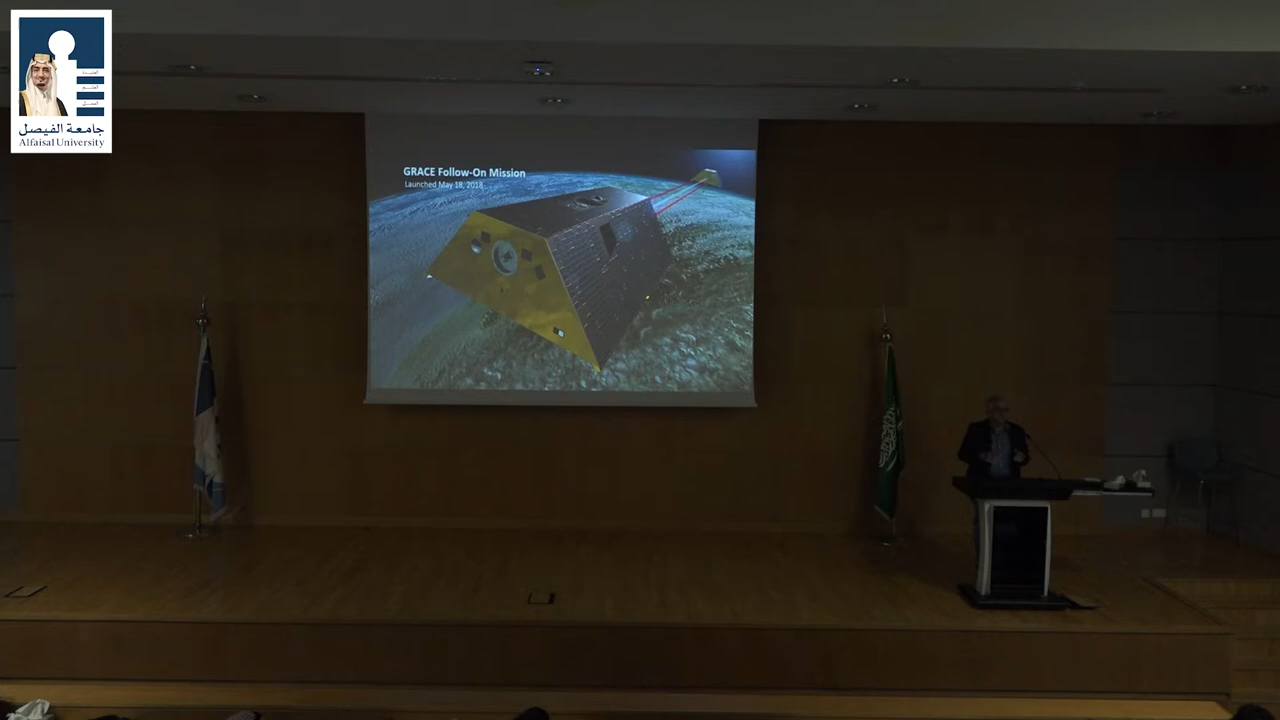 جامعة الفيصل
Alfaisal University
GRACE Follow-On Mission
Launched May 18, 2018